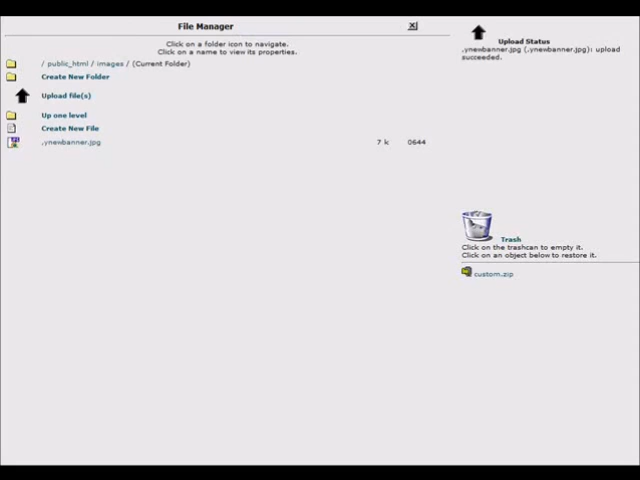 File Manager
X
Click on a folder icon to navigate.
Click on a name to view its properties.
/ public_html / images / (Current Folder)
Create New Folder
Upload file(s)
Up one level
Create New File
.ynewbanner.jpg 7 k 0644
Upload Status
.ynewbanner.jpg (.ynewbanner.jpg): upload
succeeded.
Trash
Click on the trashcan to empty it.
Click on an object below to restore it.
custom.zip